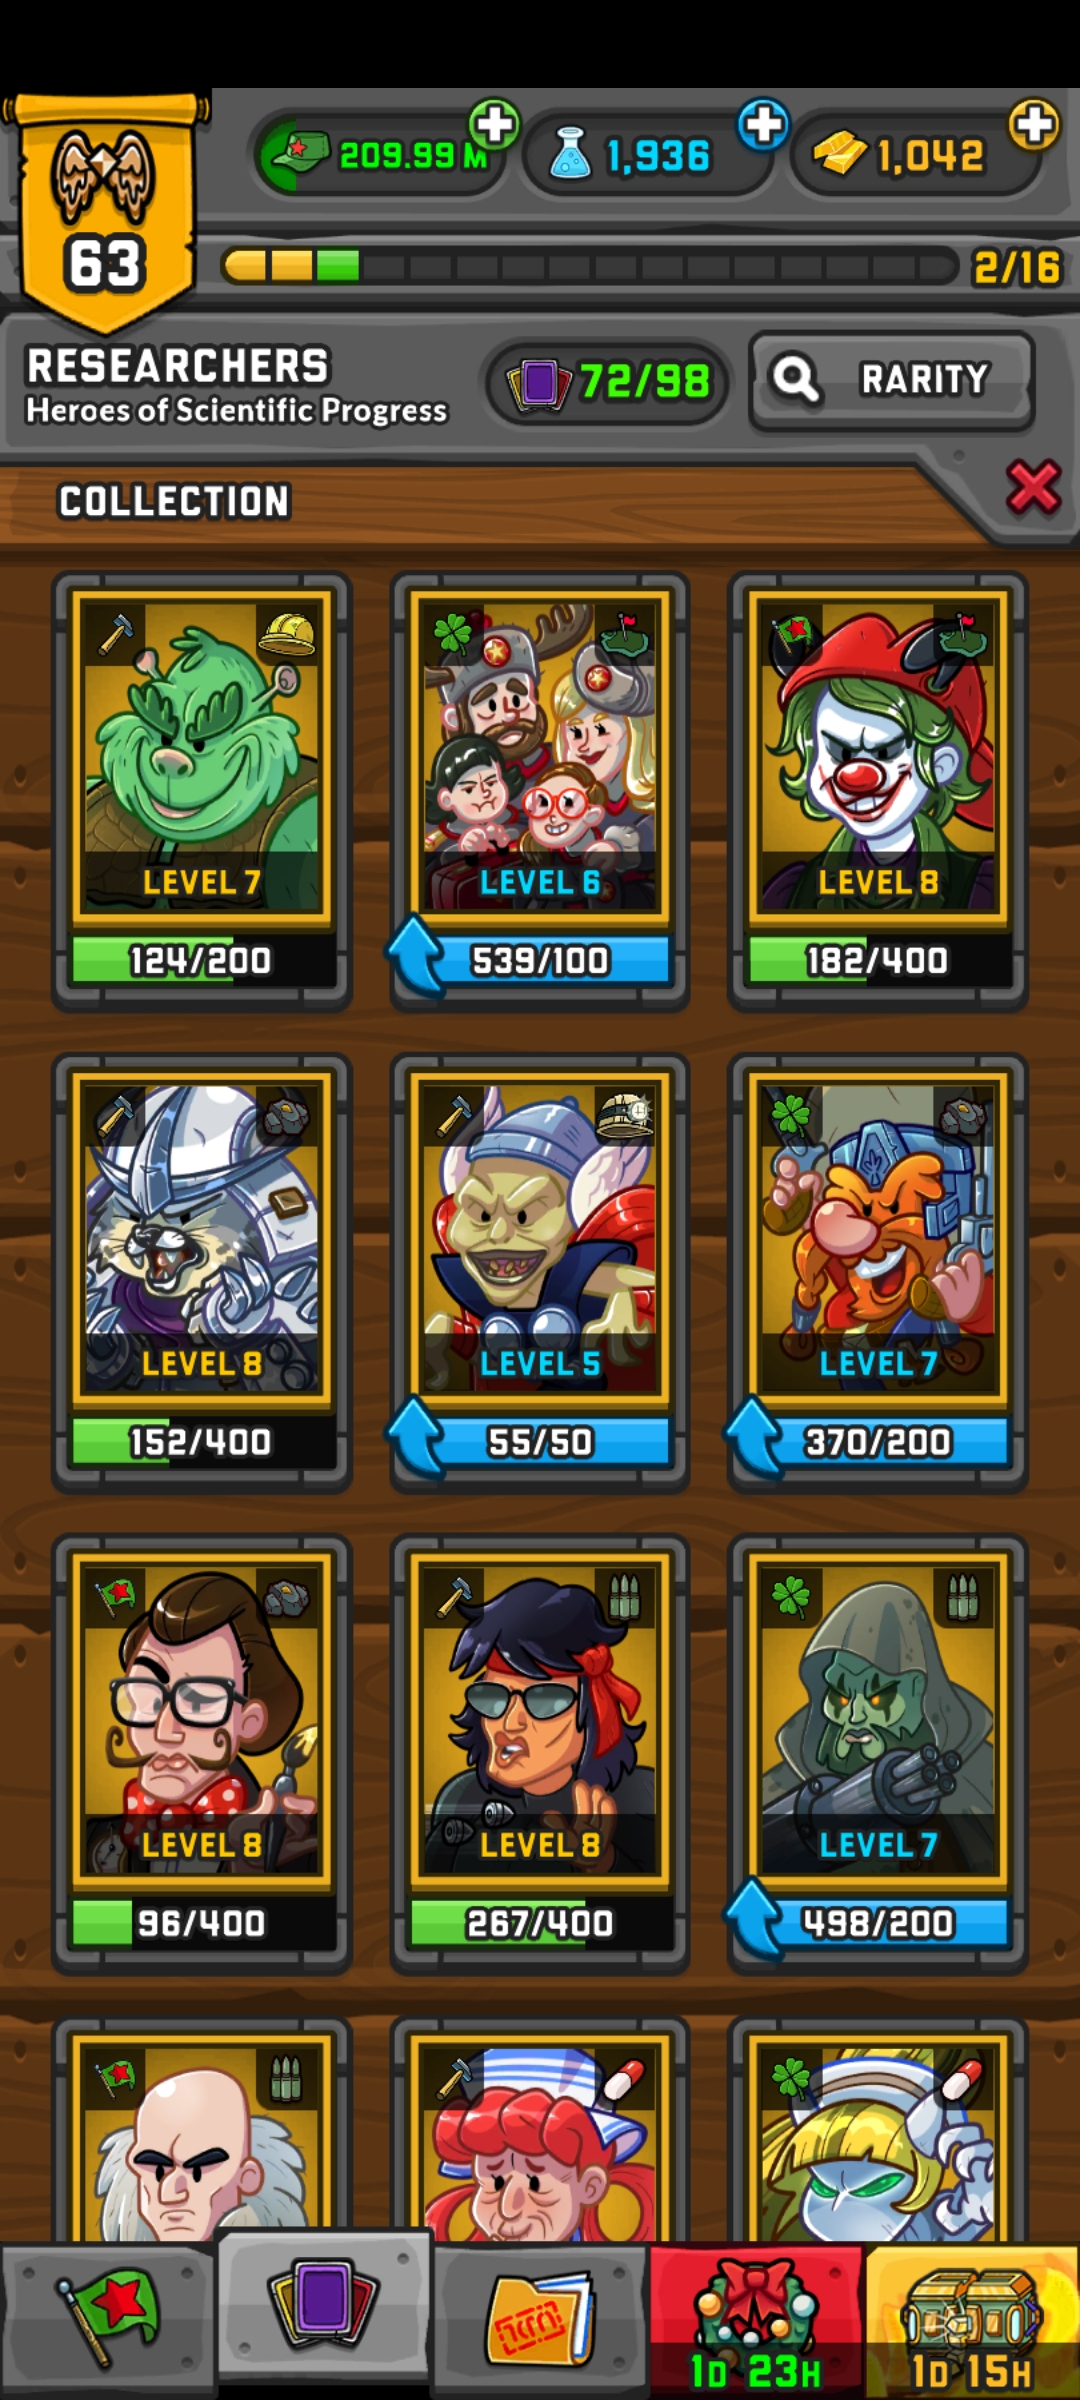 209.99 M
1,936
1,042
63
2/16
RESEARCHERS
Heroes of Scientific Progress
72/98
RARITY
COLLECTION
LEVEL 7
LEVEL 6
LEVEL 8
124/200
539/100
182/400
LEVEL 8
LEVEL 5
LEVEL 7
152/400
55/50
370/200
LEVEL 8
LEVEL 8
LEVEL 7
96/400
267/400
498/200
1D 23H
1D 15H